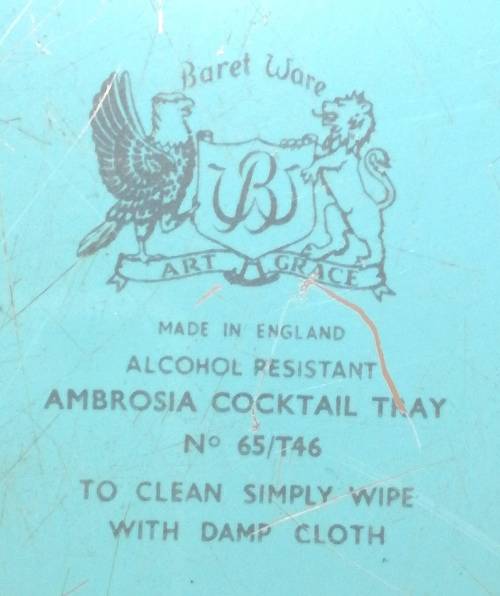 Baret Ware
BW
ART GRACE
MADE IN ENGLAND
ALCOHOL RESISTANT
AMBROSIA COCKTAIL TRAY
Nº 65/T46
TO CLEAN SIMPLY WIPE
WITH DAMP CLOTH